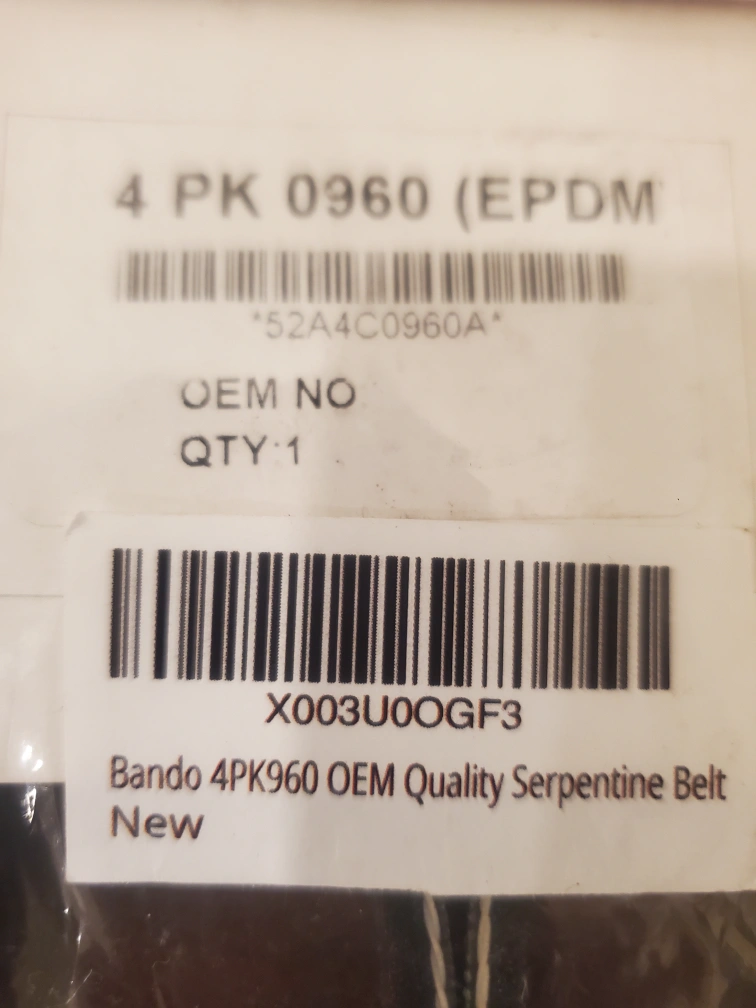 4 PK 0960 (EPDM
*52A4C0960A*
OEM NO
QTY:1
X003U0OGF3
Bando 4PK960 OEM Quality Serpentine Belt
New